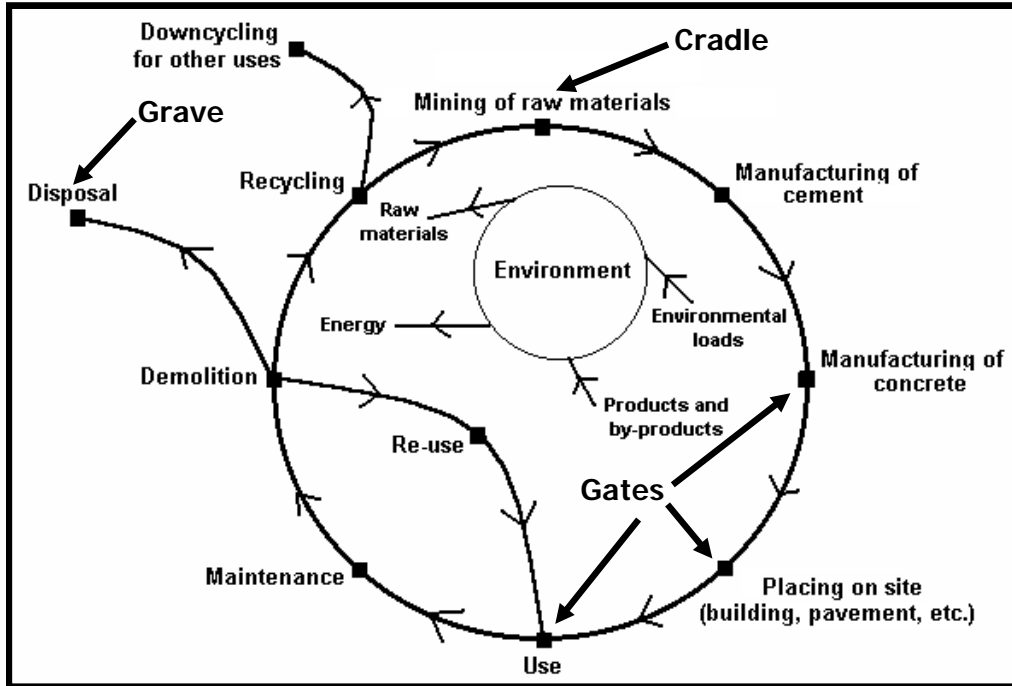 Downcycling
for other uses
Cradle
Grave
Mining of raw materials
Disposal
Recycling
Manufacturing of
cement
Raw
materials
Environment
Energy
Environmental
loads
Demolition
Manufacturing of
concrete
Products and
by-products
Re-use
Gates
Maintenance
Placing on site
(building, pavement, etc.)
Use